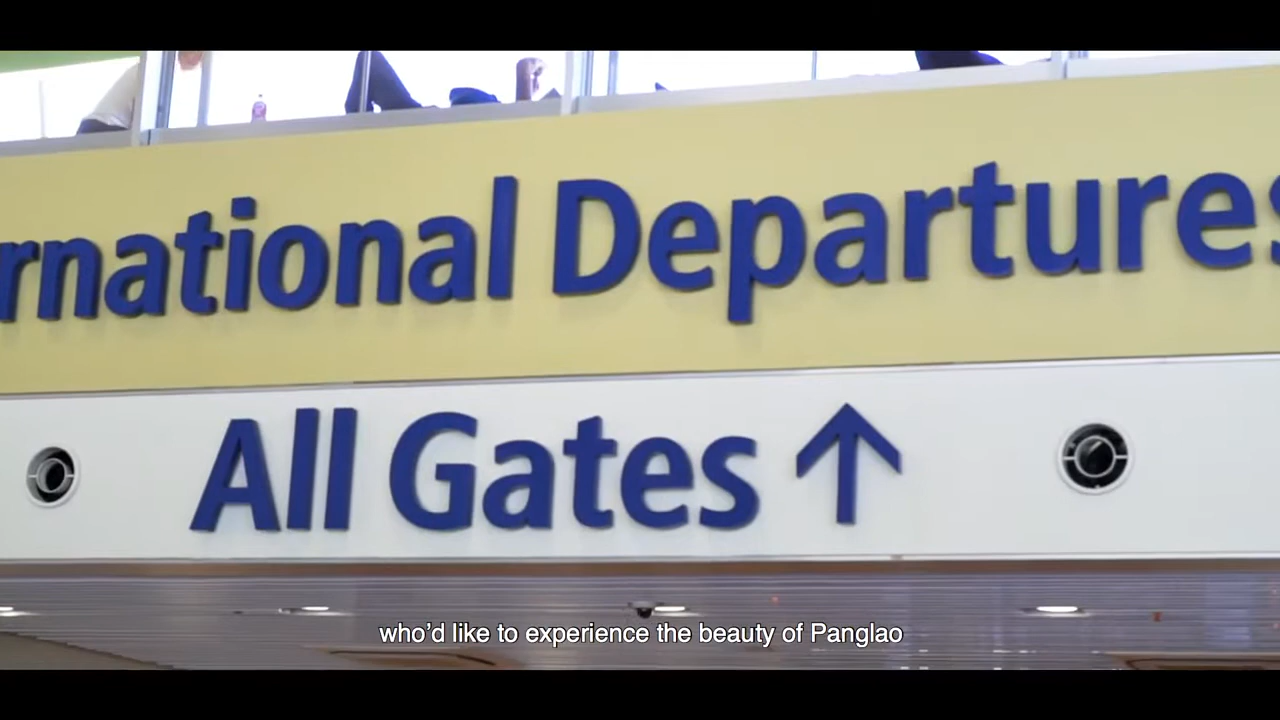 rnational Departures
All Gates ↑
who'd like to experience the beauty of Panglao